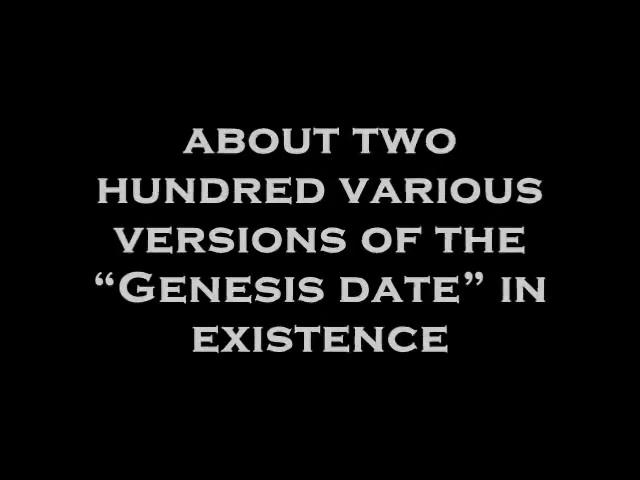 ABOUT TWO
HUNDRED VARIOUS
VERSIONS OF THE
“GENESIS DATE” IN
EXISTENCE